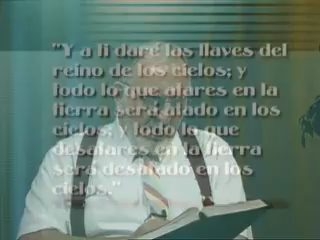 "Y a ti daré las llaves del
reino de los cielos; y
todo lo que atares en la
tierra será atado en los
cielos; y todo lo que
desatares en la tierra
será desatado en los
cielos."